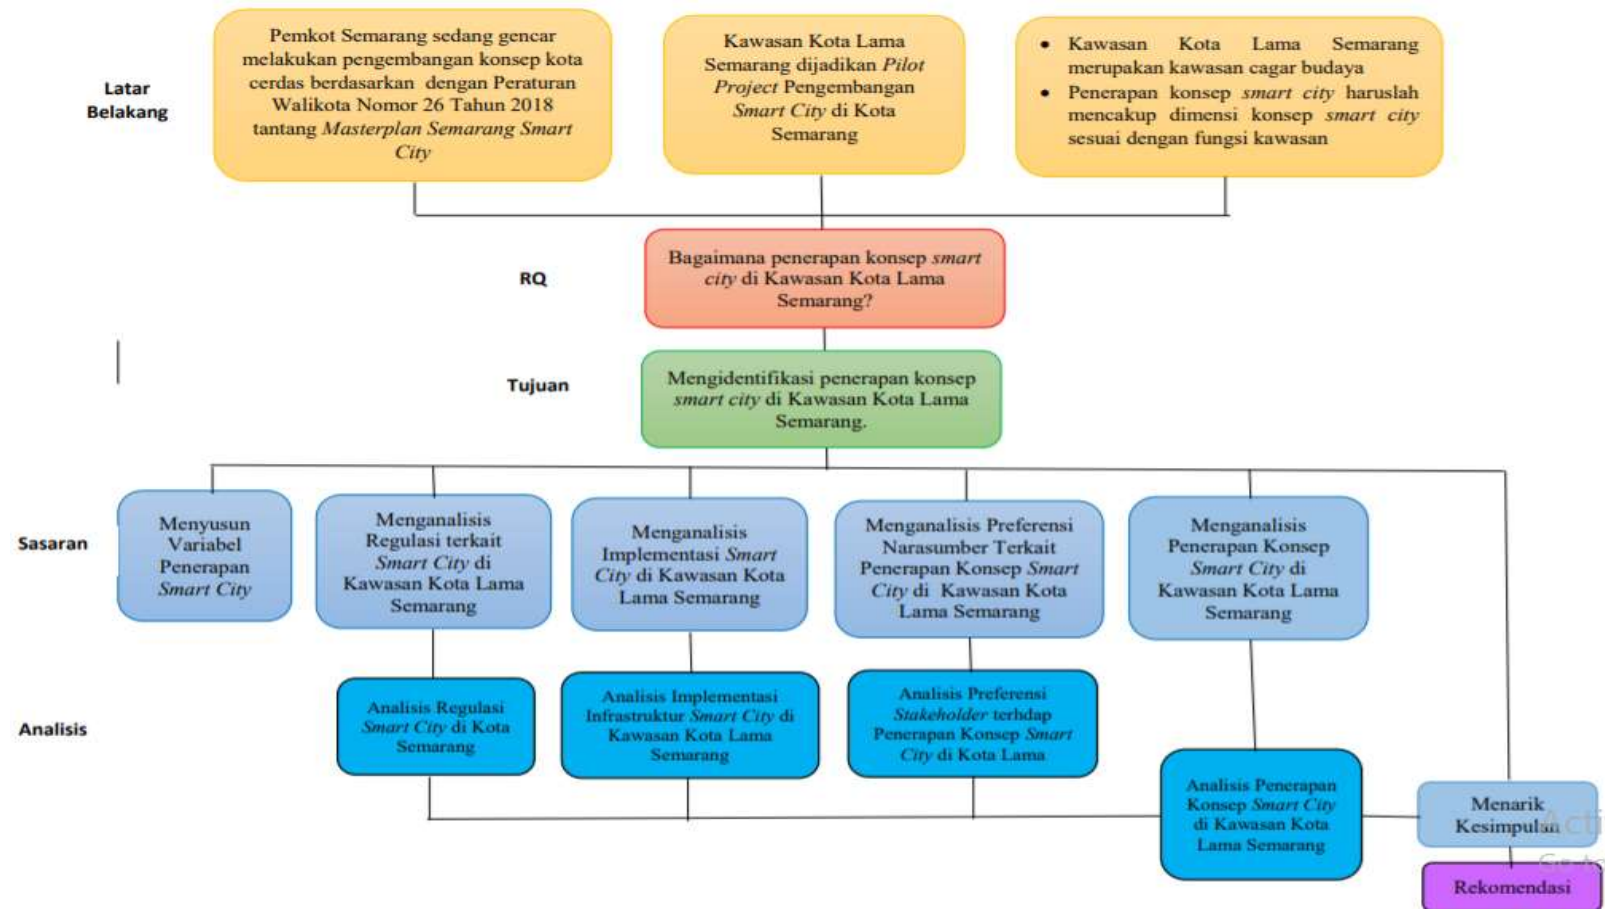 Latar
Belakang
Pemkot Semarang sedang gencar
melakukan pengembangan konsep kota
cerdas berdasarkan dengan Peraturan
Walikota Nomor 26 Tahun 2018
tantang Masterplan Semarang Smart
City
Kawasan Kota Lama
Semarang dijadikan Pilot
Project Pengembangan
Smart City di Kota
Semarang
• Kawasan Kota Lama Semarang
merupakan kawasan cagar budaya
• Penerapan konsep smart city haruslah
mencakup dimensi konsep smart city
sesuai dengan fungsi kawasan
RQ
Bagaimana penerapan konsep smart
city di Kawasan Kota Lama
Semarang?
Tujuan
Mengidentifikasi penerapan konsep
smart city di Kawasan Kota Lama
Semarang.
Sasaran
Menyusun
Variabel
Penerapan
Smart City
Menganalisis
Regulasi terkait
Smart City di
Kawasan Kota Lama
Semarang
Menganalisis
Implementasi Smart
City di Kawasan Kota
Lama Semarang
Menganalisis Preferensi
Narasumber Terkait
Penerapan Konsep Smart
City di Kawasan Kota
Lama Semarang
Menganalisis
Penerapan Konsep
Smart City di
Kawasan Kota Lama
Semarang
Analisis
Analisis Regulasi
Smart City di Kota
Semarang
Analisis Implementasi
Infrastruktur Smart City di
Kawasan Kota Lama
Semarang
Analisis Preferensi
Stakeholder terhdap
Penerapan Konsep Smart
City di Kota Lama
Analisis Penerapan
Konsep Smart City
di Kawasan Kota
Lama Semarang
Menarik
Kesimpulan
Rekomendasi